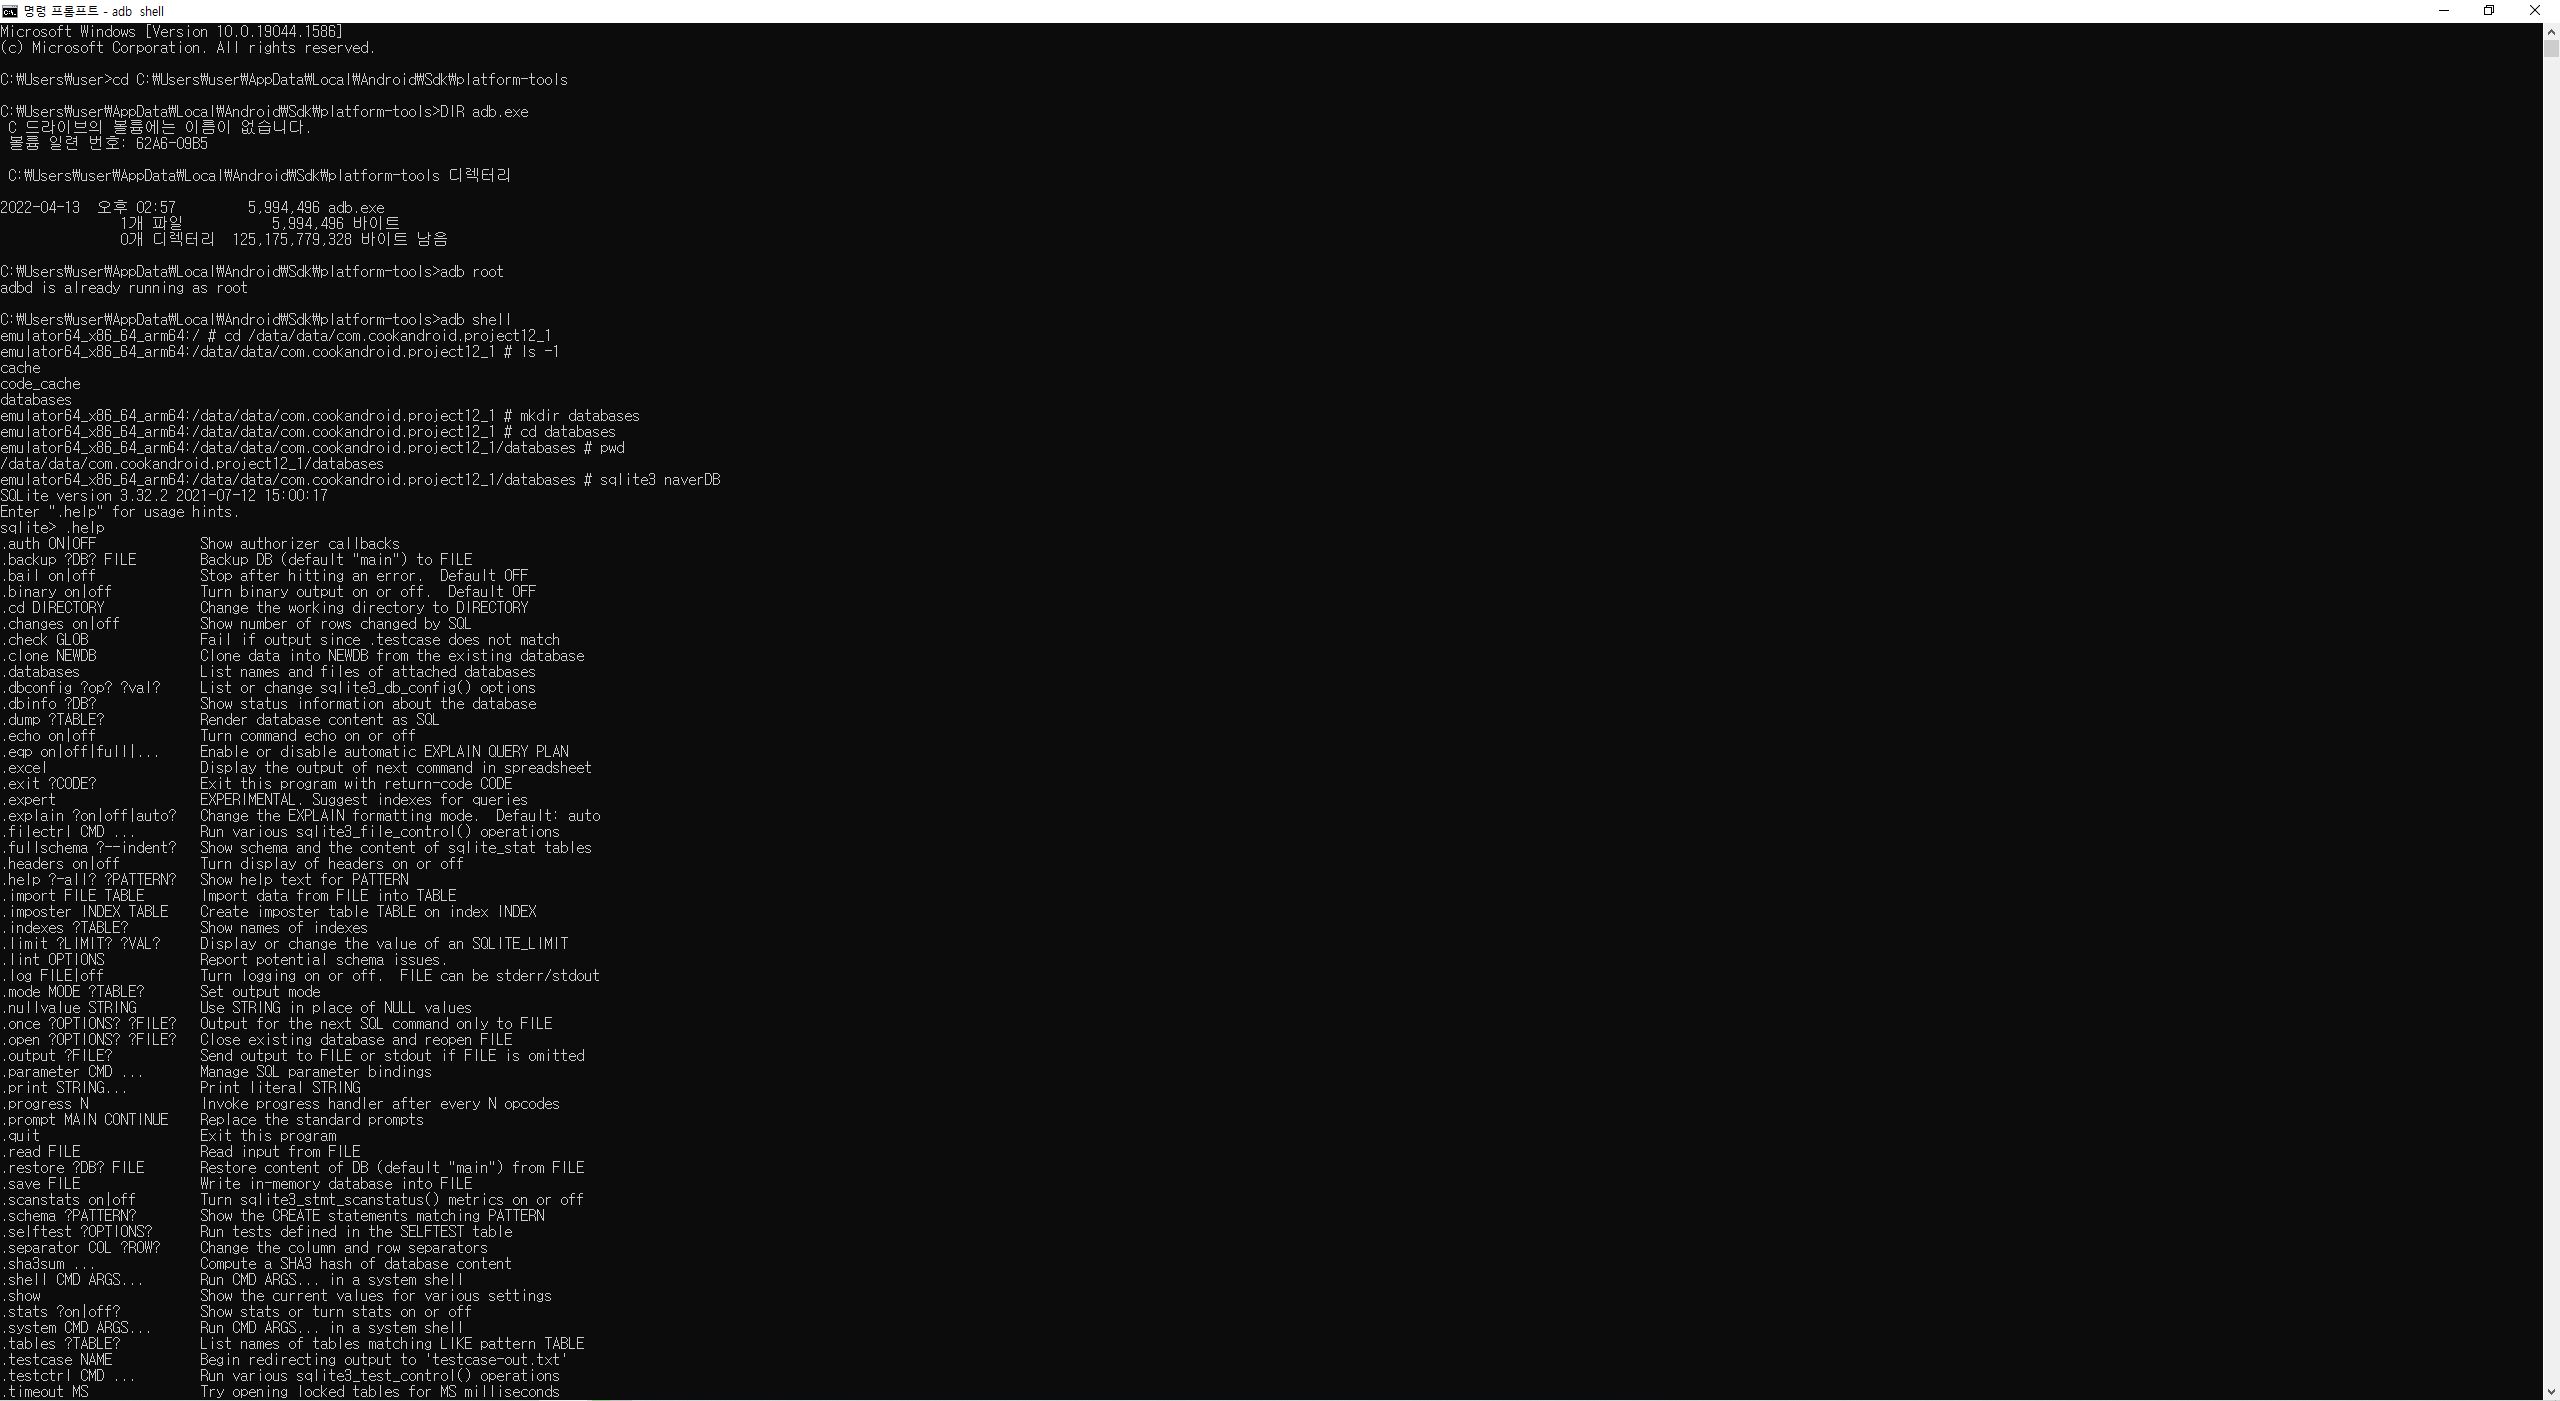 명령 프롬프트 - adb  shell
Microsoft Windows [Version 10.0.19044.1586]
(c) Microsoft Corporation. All rights reserved.
C:₩Users₩user>cd C:₩Users₩user₩AppData₩Local₩Android₩Sdk₩platform-tools
C:₩Users₩user₩AppData₩Local₩Android₩Sdk₩platform-tools>DIR adb.exe
C 드라이브의 볼륨에는 이름이 없습니다.
볼륨 일련 번호: 62A6-09B5
C:₩Users₩user₩AppData₩Local₩Android₩Sdk₩platform-tools 디렉터리
2022-04-13  오후 02:57         5,994,496 adb.exe
1개 파일           5,994,496 바이트
0개 디렉터리  125,175,779,328 바이트 남음
C:₩Users₩user₩AppData₩Local₩Android₩Sdk₩platform-tools>adb root
adbd is already running as root
C:₩Users₩user₩AppData₩Local₩Android₩Sdk₩platform-tools>adb shell
emulator64_x86_64_arm64:/ # cd /data/data/com.cookandroid.project12_1
emulator64_x86_64_arm64:/data/data/com.cookandroid.project12_1 # ls -1
cache
code_cache
databases
emulator64_x86_64_arm64:/data/data/com.cookandroid.project12_1 # mkdir databases
emulator64_x86_64_arm64:/data/data/com.cookandroid.project12_1 # cd databases
emulator64_x86_64_arm64:/data/data/com.cookandroid.project12_1/databases # pwd
/data/data/com.cookandroid.project12_1/databases
emulator64_x86_64_arm64:/data/data/com.cookandroid.project12_1/databases # sqlite3 naverDB
SQLite version 3.32.2 2021-07-12 15:00:17
Enter ".help" for usage hints.
sqlite> .help
.auth ON|OFF             Show authorizer callbacks
.backup ?DB? FILE        Backup DB (default "main") to FILE
.bail on|off             Stop after hitting an error.  Default OFF
.binary on|off           Turn binary output on or off.  Default OFF
.cd DIRECTORY            Change the working directory to DIRECTORY
.changes on|off          Show number of rows changed by SQL
.check GLOB              Fail if output since .testcase does not match
.clone NEWDB             Clone data into NEWDB from the existing database
.databases               List names and files of attached databases
.dbconfig ?op? ?val?     List or change sqlite3_db_config() options
.dbinfo ?DB?             Show status information about the database
.dump ?TABLE?            Render database content as SQL
.echo on|off             Turn command echo on or off
.eqp on|off|full|...     Enable or disable automatic EXPLAIN QUERY PLAN
.excel                   Display the output of next command in spreadsheet
.exit ?CODE?             Exit this program with return-code CODE
.expert                  EXPERIMENTAL. Suggest indexes for queries
.explain ?on|off|auto?   Change the EXPLAIN formatting mode.  Default: auto
.filectrl CMD ...        Run various sqlite3_file_control() operations
.fullschema ?--indent?   Show schema and the content of sqlite_stat tables
.headers on|off          Turn display of headers on or off
.help ?-all? ?PATTERN?   Show help text for PATTERN
.import FILE TABLE       Import data from FILE into TABLE
.imposter INDEX TABLE    Create imposter table TABLE on index INDEX
.indexes ?TABLE?         Show names of indexes
.limit ?LIMIT? ?VAL?     Display or change the value of an SQLITE_LIMIT
.lint OPTIONS            Report potential schema issues.
.log FILE|off            Turn logging on or off.  FILE can be stderr/stdout
.mode MODE ?TABLE?       Set output mode
.nullvalue STRING        Use STRING in place of NULL values
.once ?OPTIONS? ?FILE?   Output for the next SQL command only to FILE
.open ?OPTIONS? ?FILE?   Close existing database and reopen FILE
.output ?FILE?           Send output to FILE or stdout if FILE is omitted
.parameter CMD ...       Manage SQL parameter bindings
.print STRING...         Print literal STRING
.progress N              Invoke progress handler after every N opcodes
.prompt MAIN CONTINUE    Replace the standard prompts
.quit                    Exit this program
.read FILE               Read input from FILE
.restore ?DB? FILE       Restore content of DB (default "main") from FILE
.save FILE               Write in-memory database into FILE
.scanstats on|off        Turn sqlite3_stmt_scanstatus() metrics on or off
.schema ?PATTERN?        Show the CREATE statements matching PATTERN
.selftest ?OPTIONS?      Run tests defined in the SELFTEST table
.separator COL ?ROW?     Change the column and row separators
.sha3sum ...             Compute a SHA3 hash of database content
.shell CMD ARGS...       Run CMD ARGS... in a system shell
.show                    Show the current values for various settings
.stats ?on|off?          Show stats or turn stats on or off
.system CMD ARGS...      Run CMD ARGS... in a system shell
.tables ?TABLE?          List names of tables matching LIKE pattern TABLE
.testcase NAME           Begin redirecting output to 'testcase-out.txt'
.testctrl CMD ...        Run various sqlite3_test_control() operations
.timeout MS              Try opening locked tables for MS milliseconds